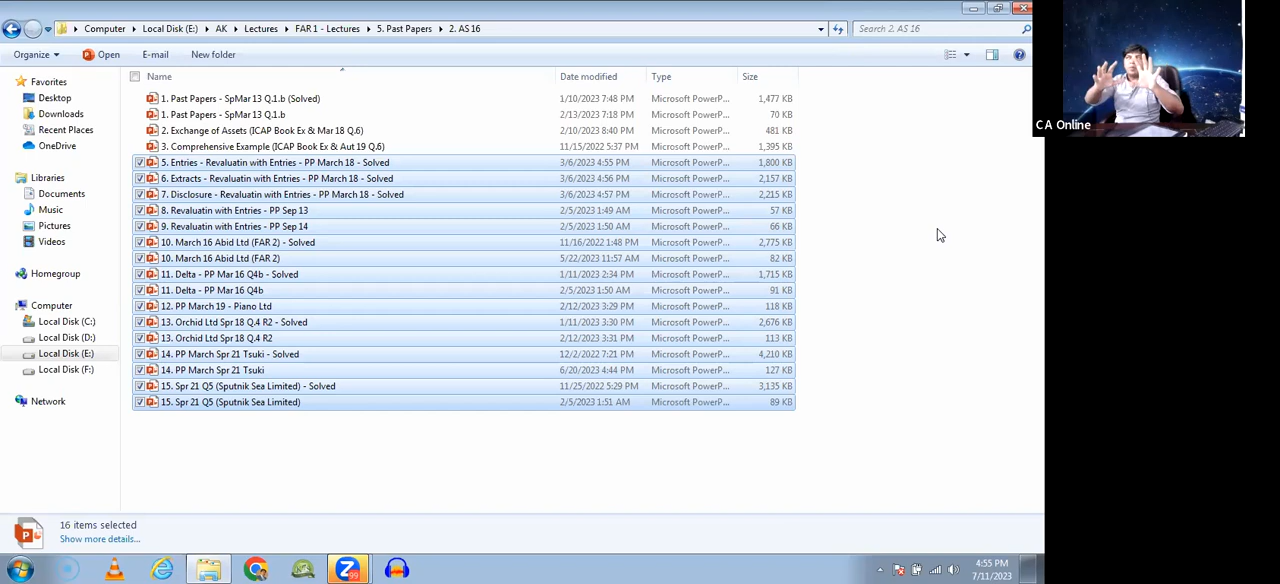 Computer ▸ Local Disk (E:) ▸ AK ▸ Lectures ▸ FAR 1 - Lectures ▸ 5. Past Papers ▸ 2. AS 16
Search 2. AS 16
Organize
Open
E-mail
New folder
Name Date modified Type Size
1. Past Papers - SpMar 13 Q.1.b (Solved) 1/10/2023 7:48 PM Microsoft PowerP... 1,477 KB
1. Past Papers - SpMar 13 Q.1.b 2/13/2023 7:18 PM Microsoft PowerP... 70 KB
2. Exchange of Assets (ICAP Book Ex & Mar 18 Q.6) 2/10/2023 8:40 PM Microsoft PowerP... 481 KB
3. Comprehensive Example (ICAP Book Ex & Aut 19 Q.6) 11/15/2022 5:37 PM Microsoft PowerP... 1,395 KB
5. Entries - Revaluatin with Entries - PP March 18 - Solved 3/6/2023 4:55 PM Microsoft PowerP... 1,800 KB
6. Extracts - Revaluatin with Entries - PP March 18 - Solved 3/6/2023 4:56 PM Microsoft PowerP... 2,157 KB
7. Disclosure - Revaluatin with Entries - PP March 18 - Solved 3/6/2023 4:57 PM Microsoft PowerP... 2,215 KB
8. Revaluatin with Entries - PP Sep 13 2/5/2023 1:49 AM Microsoft PowerP... 57 KB
9. Revaluatin with Entries - PP Sep 14 2/5/2023 1:50 AM Microsoft PowerP... 66 KB
10. March 16 Abid Ltd (FAR 2) - Solved 11/16/2022 1:48 PM Microsoft PowerP... 2,775 KB
10. March 16 Abid Ltd (FAR 2) 5/22/2023 11:57 AM Microsoft PowerP... 82 KB
11. Delta - PP Mar 16 Q4b - Solved 1/11/2023 2:34 PM Microsoft PowerP... 1,715 KB
11. Delta - PP Mar 16 Q4b 2/5/2023 1:50 AM Microsoft PowerP... 91 KB
12. PP March 19 - Piano Ltd 2/12/2023 3:29 PM Microsoft PowerP... 118 KB
13. Orchid Ltd Spr 18 Q.4 R2 - Solved 1/11/2023 3:30 PM Microsoft PowerP... 2,676 KB
13. Orchid Ltd Spr 18 Q.4 R2 2/12/2023 3:31 PM Microsoft PowerP... 113 KB
14. PP March Spr 21 Tsuki - Solved 12/2/2022 7:21 PM Microsoft PowerP... 4,210 KB
14. PP March Spr 21 Tsuki 6/20/2023 4:44 PM Microsoft PowerP... 127 KB
15. Spr 21 Q5 (Sputnik Sea Limited) - Solved 11/25/2022 5:29 PM Microsoft PowerP... 3,135 KB
15. Spr 21 Q5 (Sputnik Sea Limited) 2/5/2023 1:51 AM Microsoft PowerP... 89 KB
Favorites
Desktop
Downloads
Recent Places
OneDrive
Libraries
Documents
Music
Pictures
Videos
Homegroup
Computer
Local Disk (C:)
Local Disk (D:)
Local Disk (E:)
Local Disk (F:)
Network
C A Online
16 items selected
Show more details...
99
4:55 PM
7/11/2023